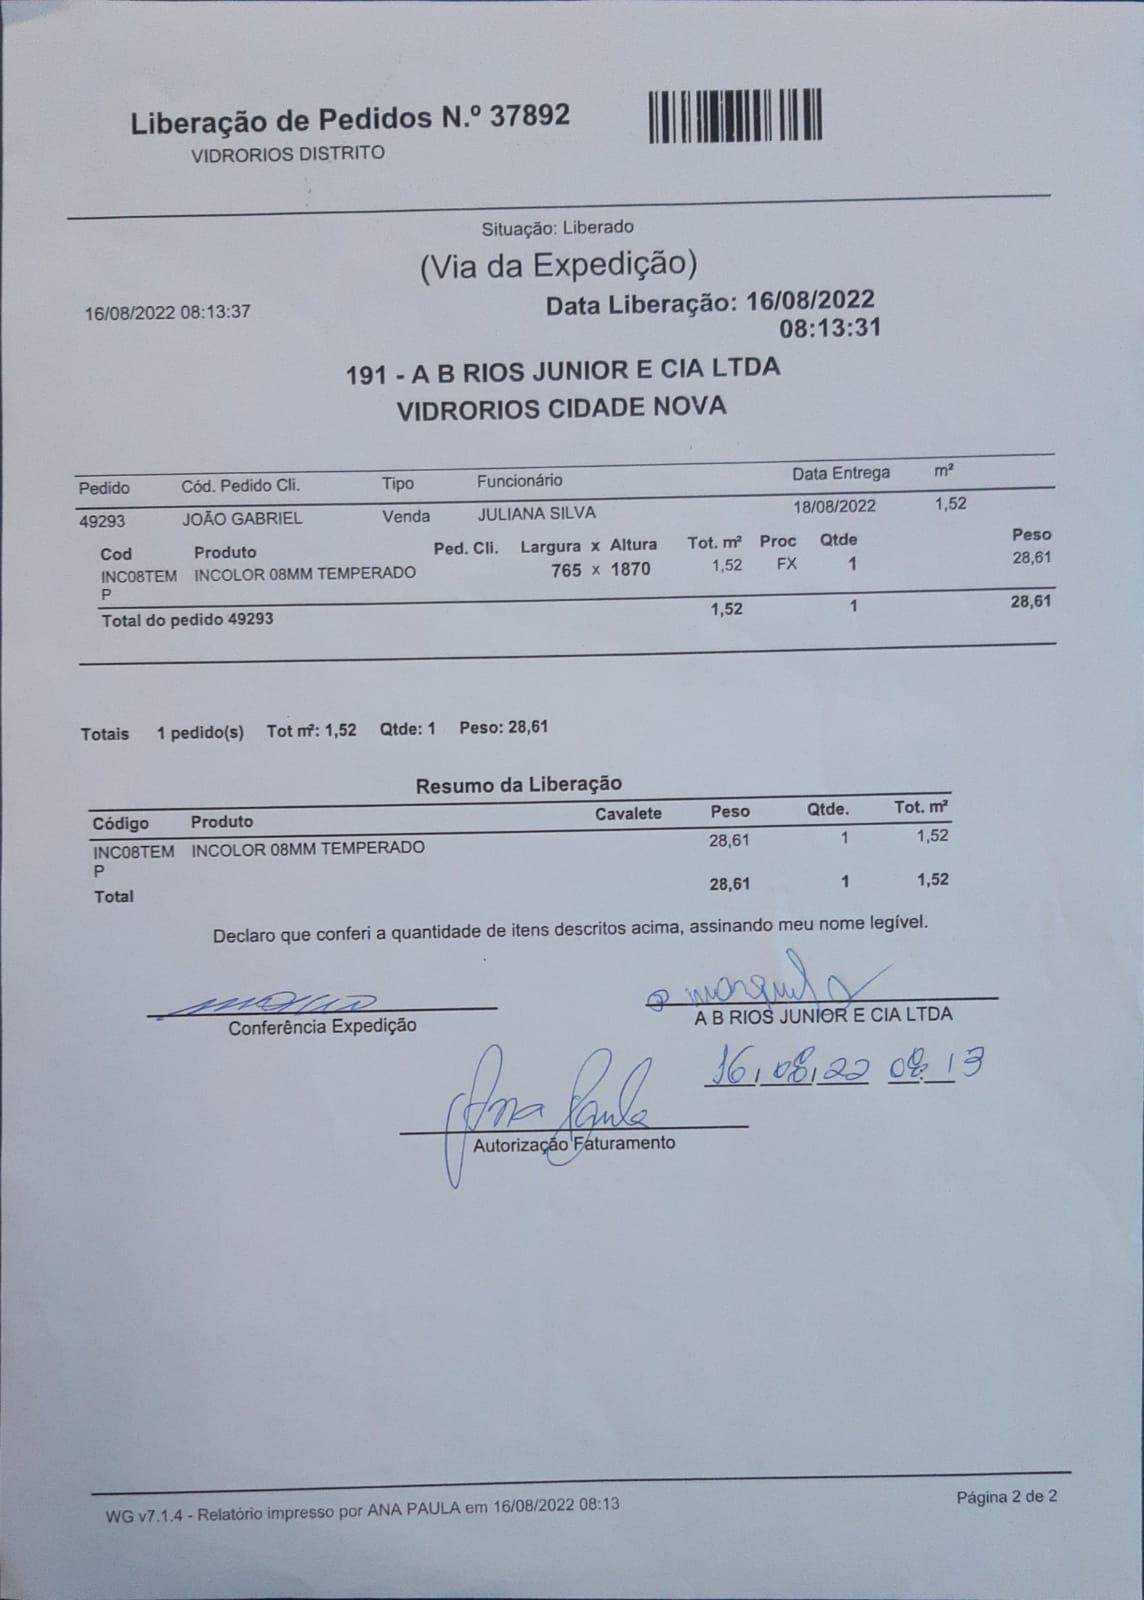 Liberação de Pedidos N.º 37892
VIDRORIOS DISTRITO
Situação: Liberado
(Via da Expedição)
16/08/2022 08:13:37
Data Liberação: 16/08/2022
08:13:31
191 - A B RIOS JUNIOR E CIA LTDA
VIDRORIOS CIDADE NOVA
Pedido Cód. Pedido Cli. Tipo Funcionário Data Entrega m²
49293 JOÃO GABRIEL Venda JULIANA SILVA 18/08/2022 1,52
Cod Produto Ped. Cli. Largura x Altura Tot. m² Proc Qtde Peso
INC08TEM INCOLOR 08MM TEMPERADO 765 x 1870 1,52 FX 1 28,61
P
Total do pedido 49293 1,52 1 28,61
Totais 1 pedido(s) Tot m²: 1,52 Qtde: 1 Peso: 28,61
Resumo da Liberação
Código Produto Cavalete Peso Qtde. Tot. m²
INC08TEM INCOLOR 08MM TEMPERADO 28,61 1 1,52
P
Total 28,61 1 1,52
Declaro que conferi a quantidade de itens descritos acima, assinando meu nome legível.
Conferência Expedição
A B RIOS JUNIOR E CIA LTDA
16,08,22 08:13
Ana Paula
Autorização Faturamento
WG v7.1.4 - Relatório impresso por ANA PAULA em 16/08/2022 08:13
Página 2 de 2